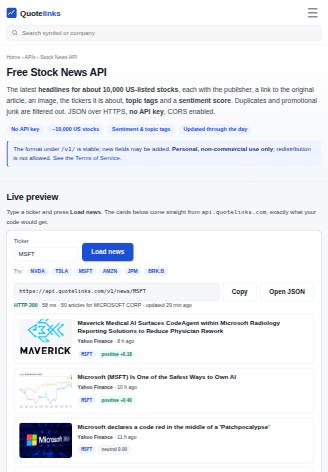 Quotelinks
Search symbol or company
Home › APIs › Stock News API
Free Stock News API
The latest headlines for about 10,000 US-listed stocks, each with the publisher, a link to the original
article, an image, the tickers it is about, topic tags and a sentiment score. Duplicates and promotional
junk are filtered out. JSON over HTTPS, no API key, CORS enabled.
No API key
~10,000 US stocks
Sentiment & topic tags
Updated through the day
The format under /v1/ is stable; new fields may be added. Personal, non-commercial use only; redistribution
is not allowed. See the Terms of Service.
Live preview
Type a ticker and press Load news. The cards below come straight from api.quotelinks.com, exactly what your
code would get.
Ticker
MSFT
Load news
Try: NVDA TSLA MSFT AMZN JPM BRK.B
https://api.quotelinks.com/v1/news/MSFT
Copy
Open JSON
HTTP 200 · 58 ms · 50 articles for MICROSOFT CORP · updated 29 min ago
MAVERICK
Maverick Medical AI Surfaces CodeAgent within Microsoft Radiology
Reporting Solutions to Reduce Physician Rework
Yahoo Finance · 8 h ago
MSFT positive +0.18
Microsoft (MSFT) Is One of the Safest Ways to Own AI
Yahoo Finance · 10 h ago
MSFT positive +0.40
Microsoft
Microsoft declares a code red in the middle of a 'Patchpocalypse'
Yahoo Finance · 11 h ago
MSFT neutral 0.00